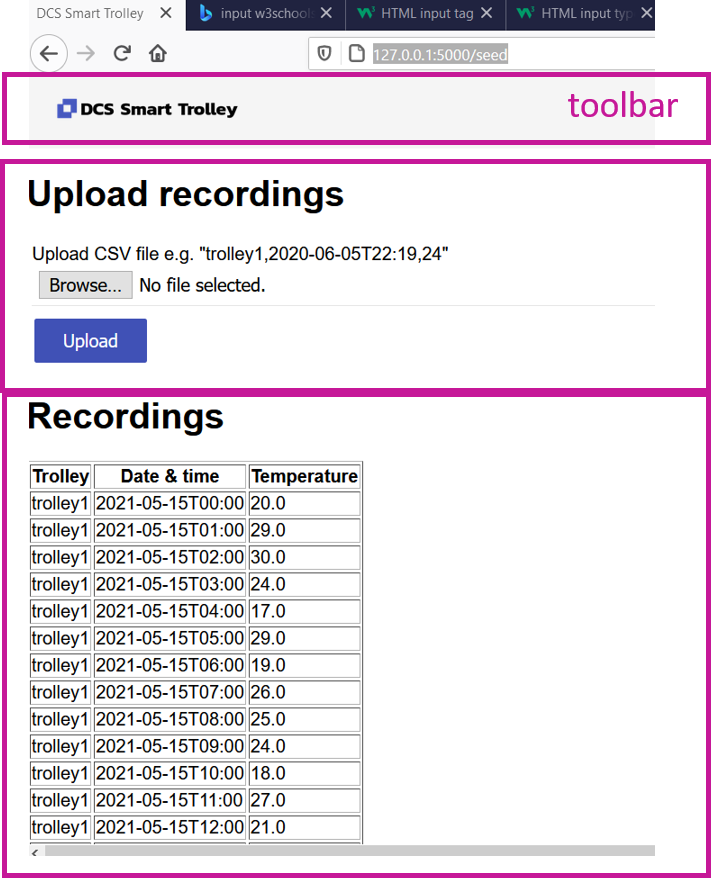 DCS Smart Trolley
input w3schools
HTML input tag
HTML input typ
127.0.0.1:5000/seed
DCS Smart Trolley
toolbar
Upload recordings
Upload CSV file e.g. "trolley1,2020-06-05T22:19,24"
Browse... No file selected.
Upload
Recordings
Trolley Date & time Temperature
trolley1 2021-05-15T00:00 20.0
trolley1 2021-05-15T01:00 29.0
trolley1 2021-05-15T02:00 30.0
trolley1 2021-05-15T03:00 24.0
trolley1 2021-05-15T04:00 17.0
trolley1 2021-05-15T05:00 29.0
trolley1 2021-05-15T06:00 19.0
trolley1 2021-05-15T07:00 26.0
trolley1 2021-05-15T08:00 25.0
trolley1 2021-05-15T09:00 24.0
trolley1 2021-05-15T10:00 18.0
trolley1 2021-05-15T11:00 27.0
trolley1 2021-05-15T12:00 21.0